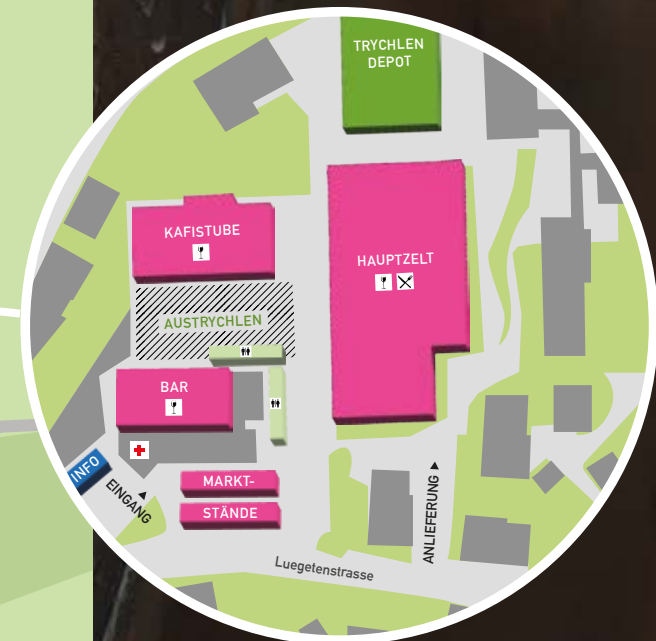 TRYCHLEN
DEPOT
KAFISTUBE
HAUPTZELT
AUSTRYCHLEN
BAR
INFO
EINGANG
MARKT-
STÄNDE
ANLIEFERUNG
Luegetenstrasse